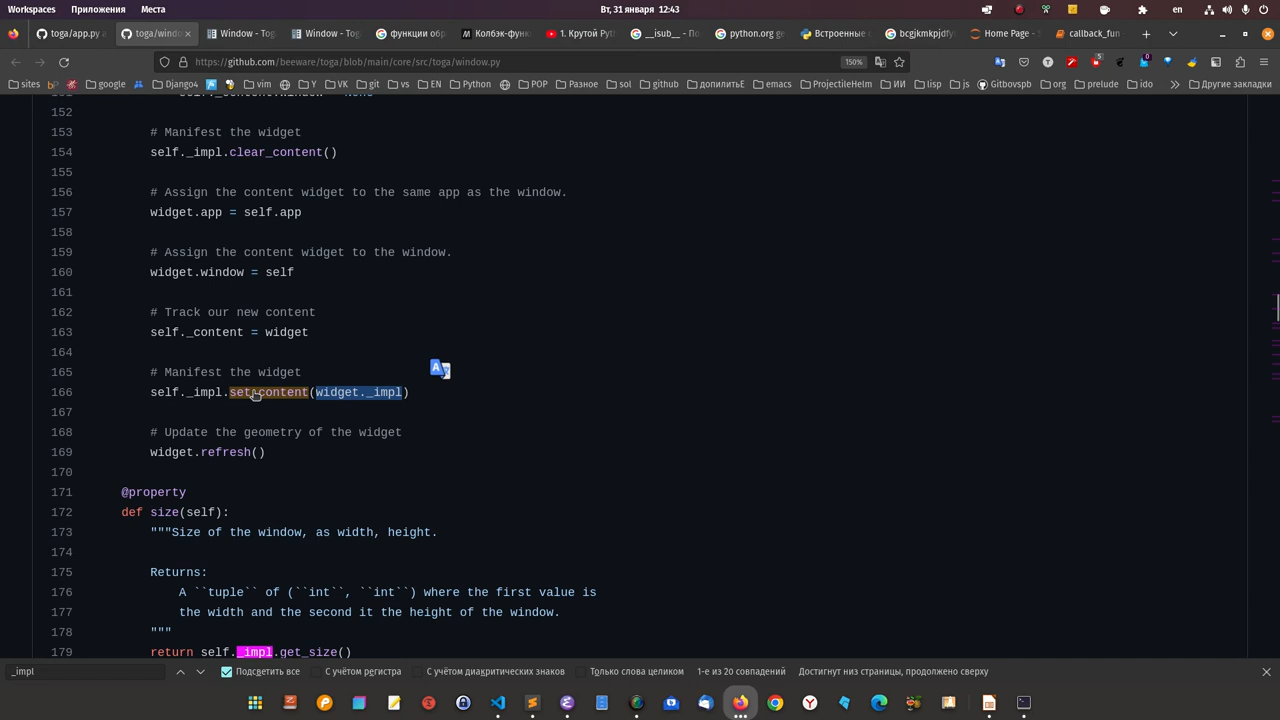 Workspaces Приложения Места Вт, 31 января 12:43 en
toga/app.py a toga/windo Window - Tog Window - Tog функции обр Колбэк-функ 1. Крутой Pyt __isub__ - По python.org ge Встроенные bcgjkmkpjdfyi Home Page - S callback_fun -
https://github.com/beeware/toga/blob/main/core/src/toga/window.py 150%
sites google Django4 vim Y VK git vs EN Python POP Разное sol github допилитьE emacs ProjectileHelm ИИ lisp js Gitbovspb org prelude ido Другие закладки
152
153 # Manifest the widget
154 self._impl.clear_content()
155
156 # Assign the content widget to the same app as the window.
157 widget.app = self.app
158
159 # Assign the content widget to the window.
160 widget.window = self
161
162 # Track our new content
163 self._content = widget
164
165 # Manifest the widget
166 self._impl.set_content(widget._impl)
167
168 # Update the geometry of the widget
169 widget.refresh()
170
171 @property
172 def size(self):
173 """Size of the window, as width, height.
174
175 Returns:
176 A ``tuple`` of (``int``, ``int``) where the first value is
177 the width and the second it the height of the window.
178 """
179 return self._impl.get_size()
_impl Подсветить все С учётом регистра С учётом диакритических знаков Только слова целиком 1-е из 20 совпадений Достигнут низ страницы, продолжено сверху